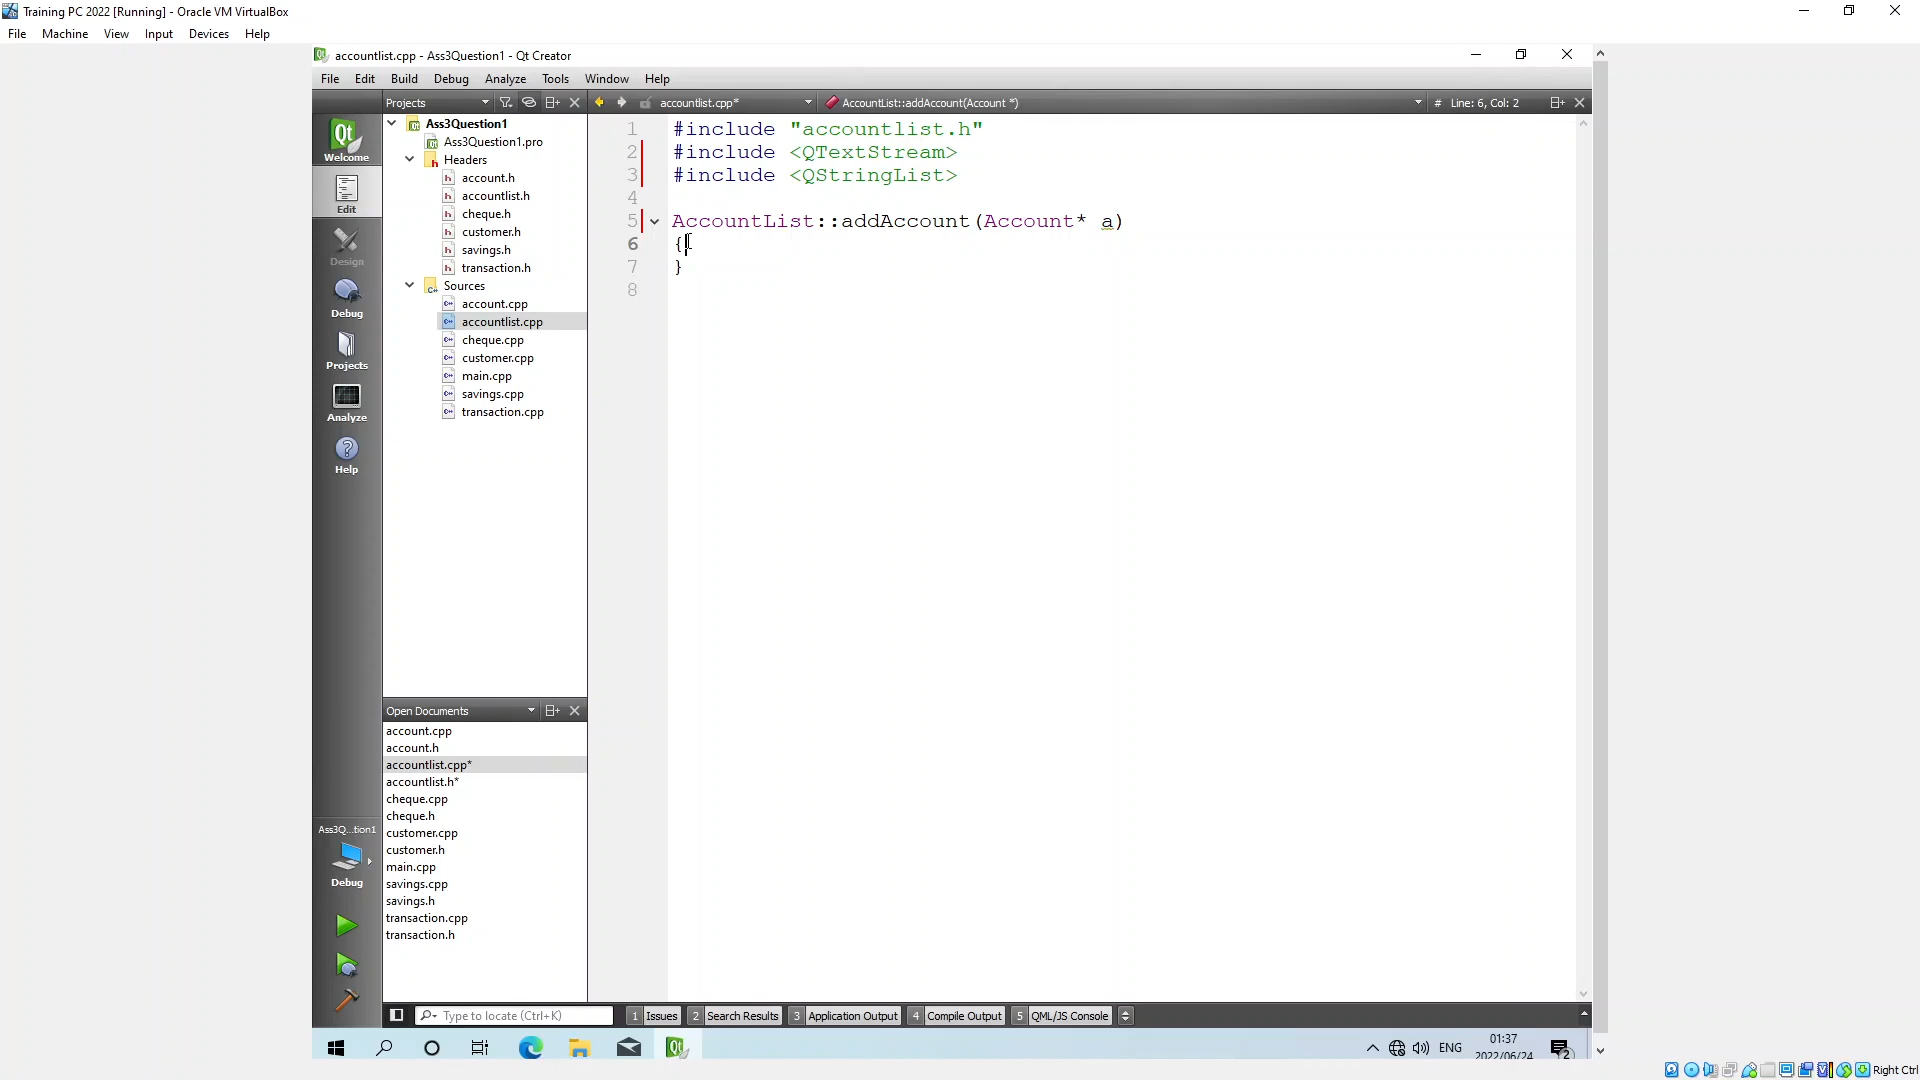 Training PC 2022 [Running] - Oracle VM VirtualBox
File Machine View Input Devices Help
accountlist.cpp - Ass3Question1 - Qt Creator
File Edit Build Debug Analyze Tools Window Help
Projects
accountlist.cpp*
AccountList::addAccount(Account *)
# Line: 6, Col: 2
Welcome
Edit
Design
Debug
Projects
Analyze
Help
Ass3Question1
Ass3Question1.pro
Headers
account.h
accountlist.h
cheque.h
customer.h
savings.h
transaction.h
Sources
account.cpp
accountlist.cpp
cheque.cpp
customer.cpp
main.cpp
savings.cpp
transaction.cpp
1 #include "accountlist.h"
2 #include <QTextStream>
3 #include <QStringList>
4
5 AccountList::addAccount(Account* a)
6 {
7 }
8
Open Documents
account.cpp
account.h
accountlist.cpp*
accountlist.h*
cheque.cpp
cheque.h
customer.cpp
customer.h
main.cpp
savings.cpp
savings.h
transaction.cpp
transaction.h
Ass3Q...tion1
Debug
Type to locate (Ctrl+K)
1 Issues 2 Search Results 3 Application Output 4 Compile Output 5 QML/JS Console
ENG
01:37
2022/06/24
2
Right Ctrl